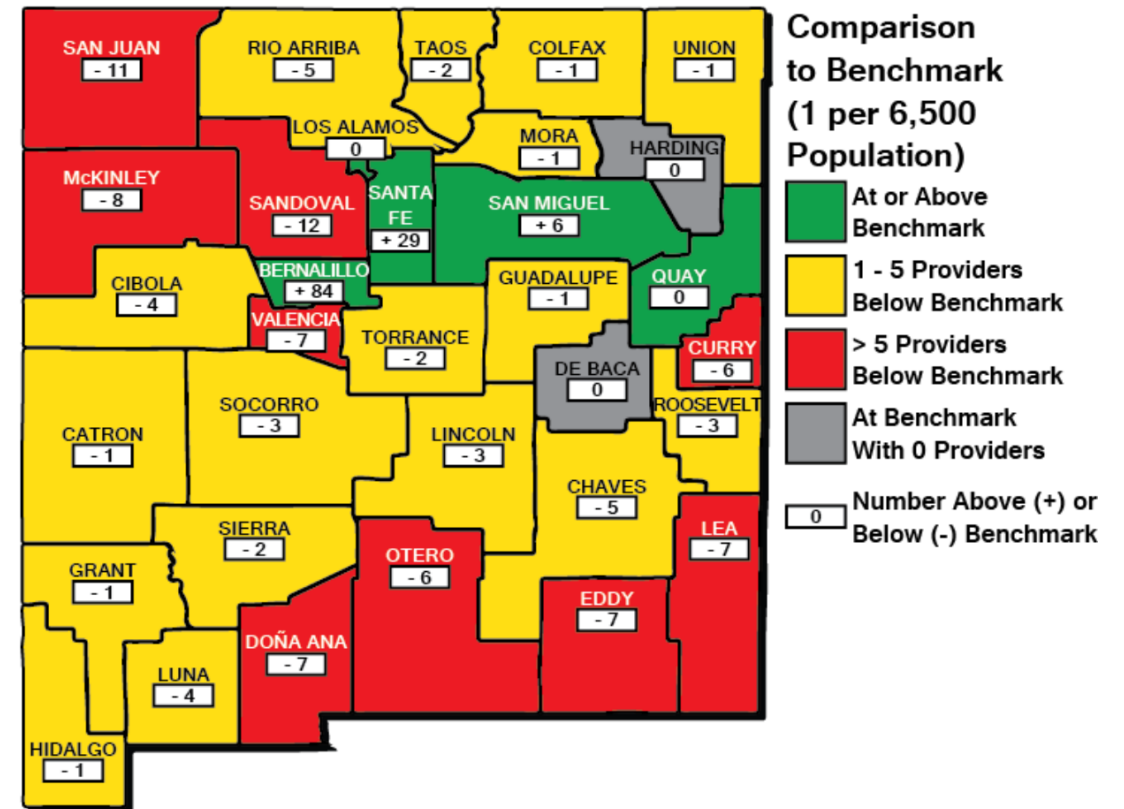 SAN JUAN
- 11
RIO ARRIBA
- 5
TAOS
- 2
COLFAX
- 1
UNION
- 1
LOS ALAMOS
0
MORA
- 1
HARDING
0
McKINLEY
- 8
SANDOVAL
- 12
SANTA
FE
+ 29
SAN MIGUEL
+ 6
CIBOLA
- 4
BERNALILLO
+ 84
GUADALUPE
- 1
QUAY
0
VALENCIA
- 7
TORRANCE
- 2
DE BACA
0
CURRY
- 6
CATRON
- 1
SOCORRO
- 3
LINCOLN
- 3
ROOSEVELT
- 3
CHAVES
- 5
SIERRA
- 2
OTERO
- 6
LEA
- 7
GRANT
- 1
EDDY
- 7
DOÑA ANA
- 7
LUNA
- 4
HIDALGO
- 1
Comparison
to Benchmark
(1 per 6,500
Population)
At or Above
Benchmark
1 - 5 Providers
Below Benchmark
> 5 Providers
Below Benchmark
At Benchmark
With 0 Providers
0
Number Above (+) or
Below (-) Benchmark